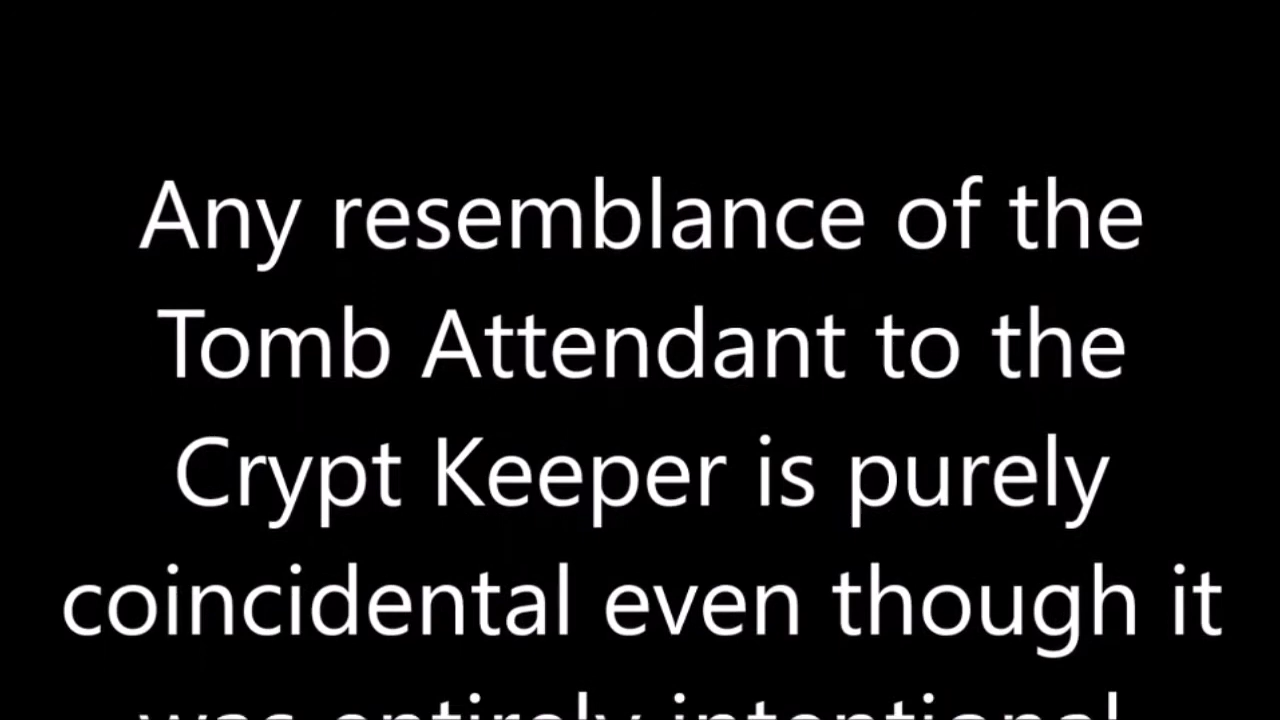 Any resemblance of the
Tomb Attendant to the
Crypt Keeper is purely
coincidental even though it
was entirely intentional